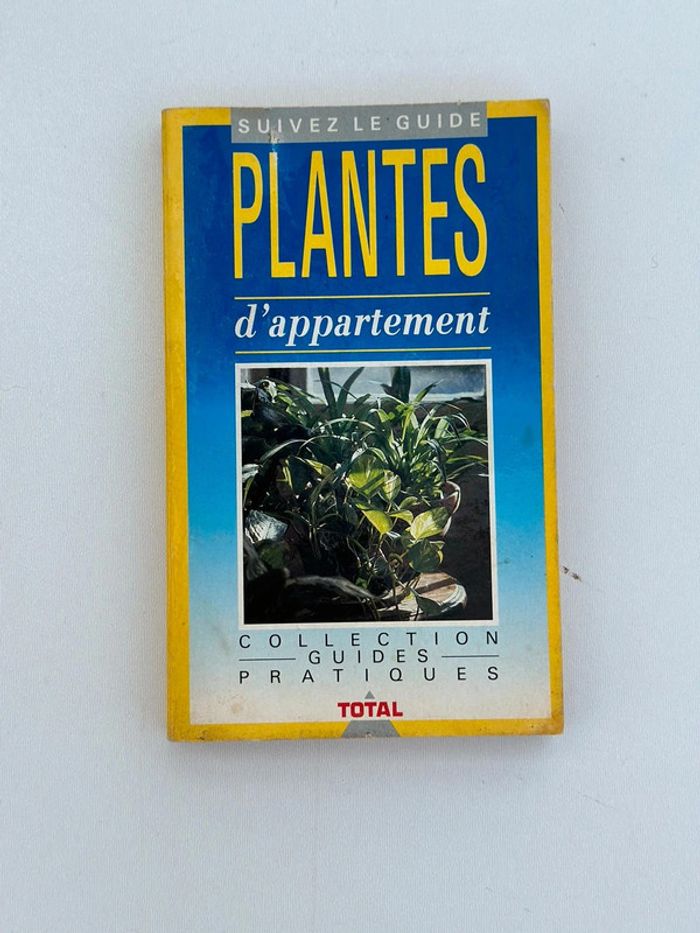 SUIVEZ LE GUIDE
PLANTES
d'appartement
COLLECTION
GUIDES
PRATIQUES
TOTAL